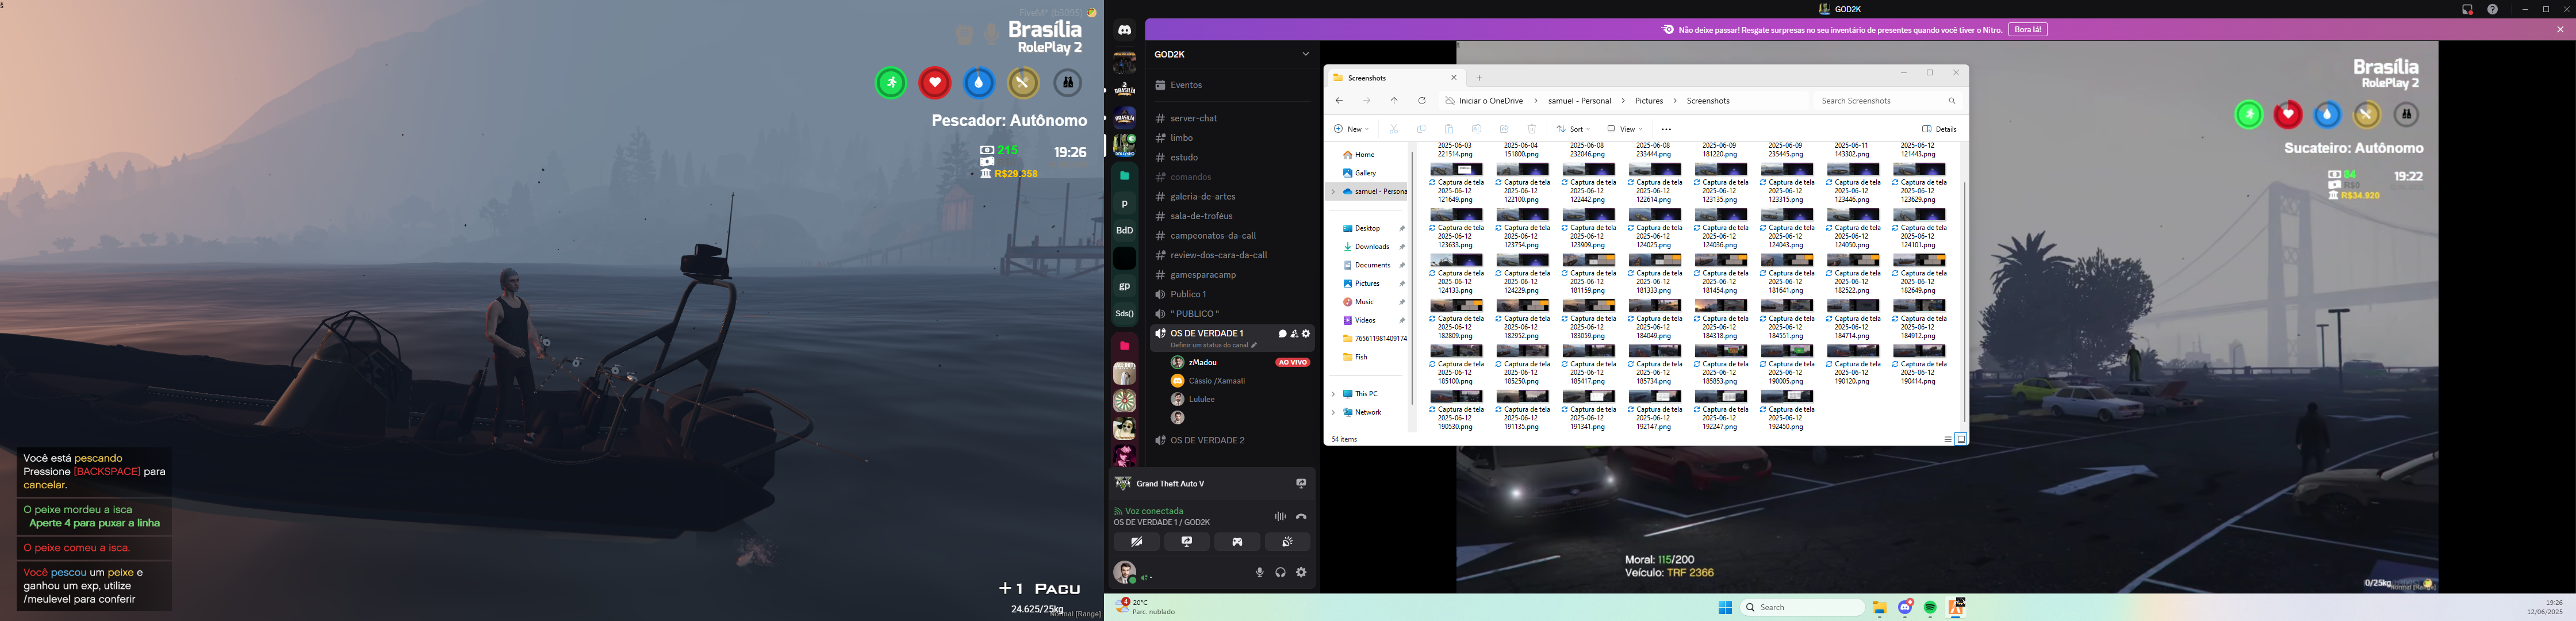 FiveM® (b3095)
Brasília
RolePlay 2
Pescador: Autônomo
215
19:26
R$29.358
Você está pescando
Pressione [BACKSPACE] para
cancelar.
O peixe mordeu a isca
Aperte 4 para puxar a linha
O peixe comeu a isca.
Você pescou um peixe e
ganhou um exp, utilize
/meulevel para conferir
+1 PACU
24.625/25kg
Normal [Range]
GOD2K
Não deixe passar! Resgate surpresas no seu inventário de presentes quando você tiver o Nitro.
Bora lá!
GOD2K
Eventos
server-chat
limbo
estudo
comandos
galeria-de-artes
sala-de-troféus
campeonatos-da-call
review-dos-cara-da-call
gamesparacamp
Publico 1
" PUBLICO "
OS DE VERDADE 1
Definir um status do canal
zMadou
AO VIVO
Cássio /Xamaali
Lululee
OS DE VERDADE 2
p
BdD
gp
Sds()
Grand Theft Auto V
Voz conectada
OS DE VERDADE 1 / GOD2K
Screenshots
Iniciar o OneDrive > samuel - Personal > Pictures > Screenshots
Search Screenshots
New
Sort
View
Details
Home
Gallery
samuel - Persona
Desktop
Downloads
Documents
Pictures
Music
Videos
765611981409174
Fish
This PC
Network
2025-06-03 2025-06-04 2025-06-08 2025-06-08 2025-06-09 2025-06-09 2025-06-11 2025-06-12
221514.png 151800.png 232046.png 233444.png 181220.png 235445.png 143302.png 121443.png
Captura de tela Captura de tela Captura de tela Captura de tela Captura de tela Captura de tela Captura de tela Captura de tela
2025-06-12 2025-06-12 2025-06-12 2025-06-12 2025-06-12 2025-06-12 2025-06-12 2025-06-12
121649.png 122100.png 122442.png 122614.png 123135.png 123315.png 123446.png 123629.png
Captura de tela Captura de tela Captura de tela Captura de tela Captura de tela Captura de tela Captura de tela Captura de tela
2025-06-12 2025-06-12 2025-06-12 2025-06-12 2025-06-12 2025-06-12 2025-06-12 2025-06-12
123633.png 123754.png 123909.png 124025.png 124036.png 124043.png 124050.png 124101.png
Captura de tela Captura de tela Captura de tela Captura de tela Captura de tela Captura de tela Captura de tela Captura de tela
2025-06-12 2025-06-12 2025-06-12 2025-06-12 2025-06-12 2025-06-12 2025-06-12 2025-06-12
124133.png 124229.png 181159.png 181333.png 181454.png 181641.png 182522.png 182649.png
Captura de tela Captura de tela Captura de tela Captura de tela Captura de tela Captura de tela Captura de tela Captura de tela
2025-06-12 2025-06-12 2025-06-12 2025-06-12 2025-06-12 2025-06-12 2025-06-12 2025-06-12
182809.png 182952.png 183059.png 184049.png 184318.png 184551.png 184714.png 184912.png
Captura de tela Captura de tela Captura de tela Captura de tela Captura de tela Captura de tela Captura de tela Captura de tela
2025-06-12 2025-06-12 2025-06-12 2025-06-12 2025-06-12 2025-06-12 2025-06-12 2025-06-12
185100.png 185250.png 185417.png 185734.png 185853.png 190005.png 190120.png 190414.png
Captura de tela Captura de tela Captura de tela Captura de tela Captura de tela Captura de tela
2025-06-12 2025-06-12 2025-06-12 2025-06-12 2025-06-12 2025-06-12
190530.png 191135.png 191341.png 192147.png 192247.png 192450.png
54 items
Brasília
RolePlay 2
Sucateiro: Autônomo
84
19:22
R$0
R$34.920
Moral: 115/200
Veículo: TRF 2366
0/25kg
Normal [Range]
4
20°C
Parc. nublado
Search
19:26
12/06/2025